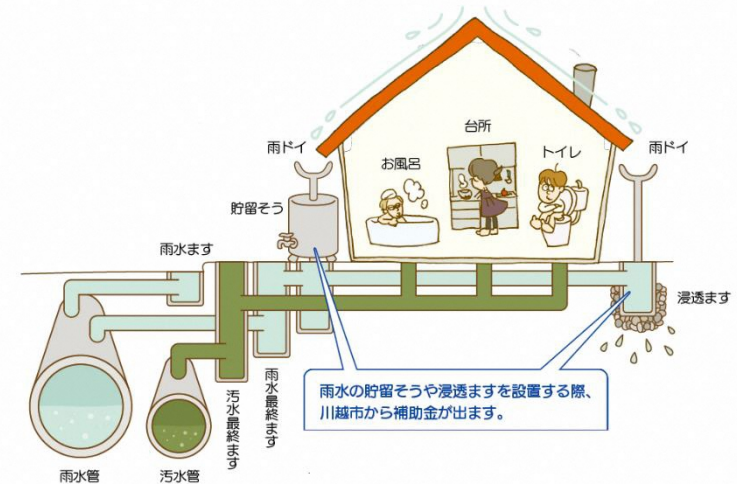 台所
雨ドイ
お風呂
トイレ
雨ドイ
貯留そう
雨水ます
浸透ます
雨水の貯留そうや浸透ますを設置する際、
川越市から補助金が出ます。
汚水最終ます
雨水最終ます
雨水管
汚水管